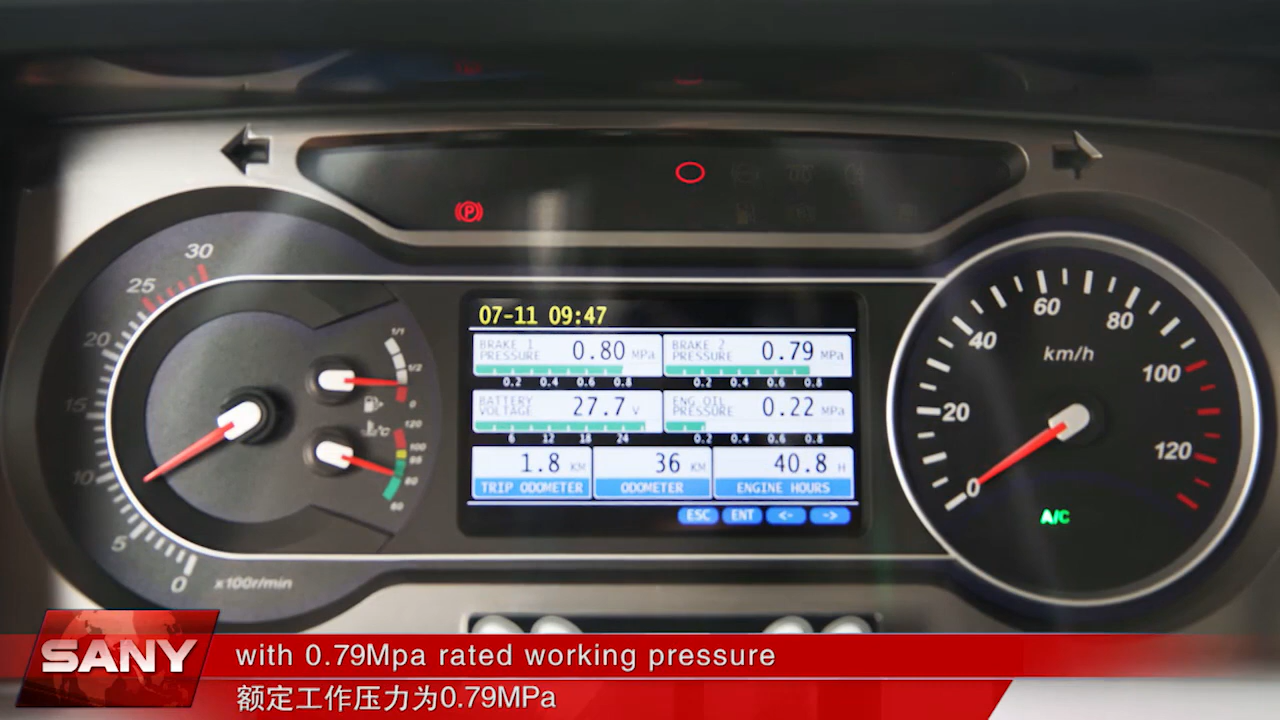 30
25
20
15
10
5
0
x100r/min
1/1
1/2
0
°C
120
100
80
60
P
07-11 09:47
BRAKE 1 PRESSURE 0.80 MPa
0.2 0.4 0.6 0.8
BRAKE 2 PRESSURE 0.79 MPa
0.2 0.4 0.6 0.8
BATTERY VOLTAGE 27.7 V
6 12 18 24
ENG OIL PRESSURE 0.22 MPa
0.2 0.4 0.6 0.8
1.8 KM
TRIP ODOMETER
36 KM
ODOMETER
40.8 H
ENGINE HOURS
ESC ENT <- ->
0
20
40
60
80
100
120
km/h
A/C
SANY
with 0.79Mpa rated working pressure
额定工作压力为0.79MPa